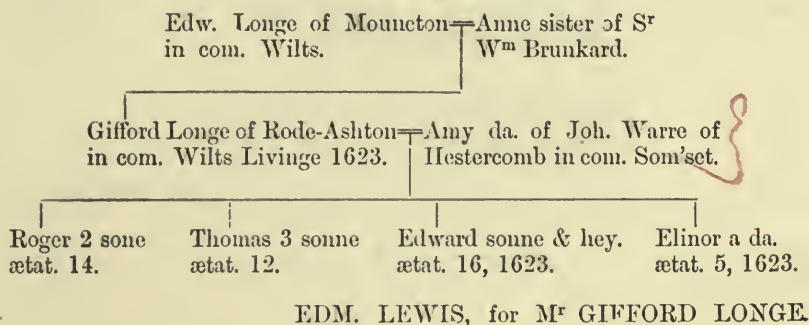 Edw. Longe of Mouncton Anne sister of Sʳ
in com. Wilts. Wᵐ Brunkard.
Gifford Longe of Rode-Ashton Amy da. of Joh. Warre of
in com. Wilts Livinge 1623. Hestercomb in com. Som'set.
Roger 2 sone Thomas 3 sonne Edward sonne & hey. Elinor a da.
ætat. 14. ætat. 12. ætat. 16, 1623. ætat. 5, 1623.
EDM. LEWIS, for Mʳ GIFFORD LONGE